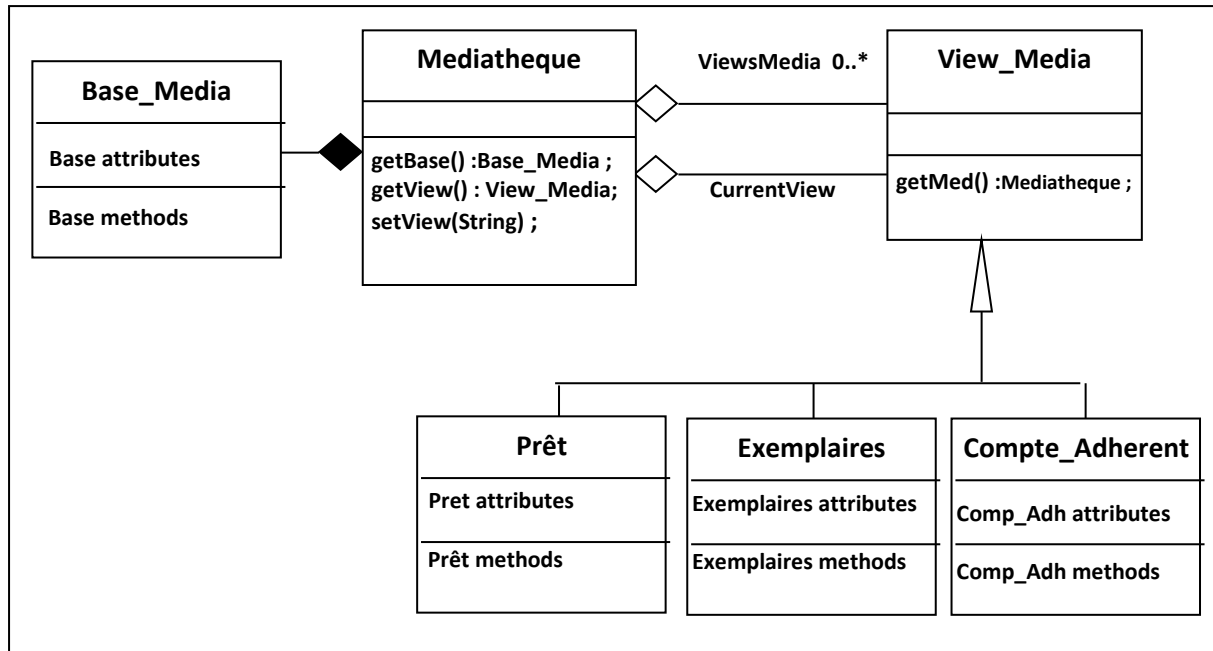 Base_Media
Base attributes
Base methods
Mediatheque
getBase() :Base_Media ;
getView() : View_Media;
setView(String) ;
ViewsMedia 0..*
CurrentView
View_Media
getMed() :Mediatheque ;
Prêt
Pret attributes
Prêt methods
Exemplaires
Exemplaires attributes
Exemplaires methods
Compte_Adherent
Comp_Adh attributes
Comp_Adh methods